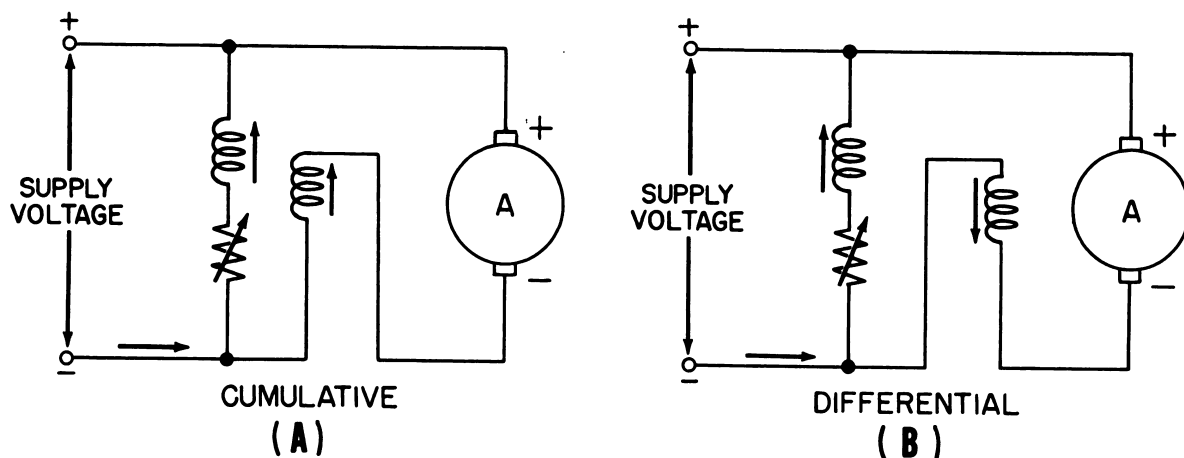 +
SUPPLY
VOLTAGE
−
+
A
−
CUMULATIVE
(A)
+
SUPPLY
VOLTAGE
−
+
A
−
DIFFERENTIAL
(B)